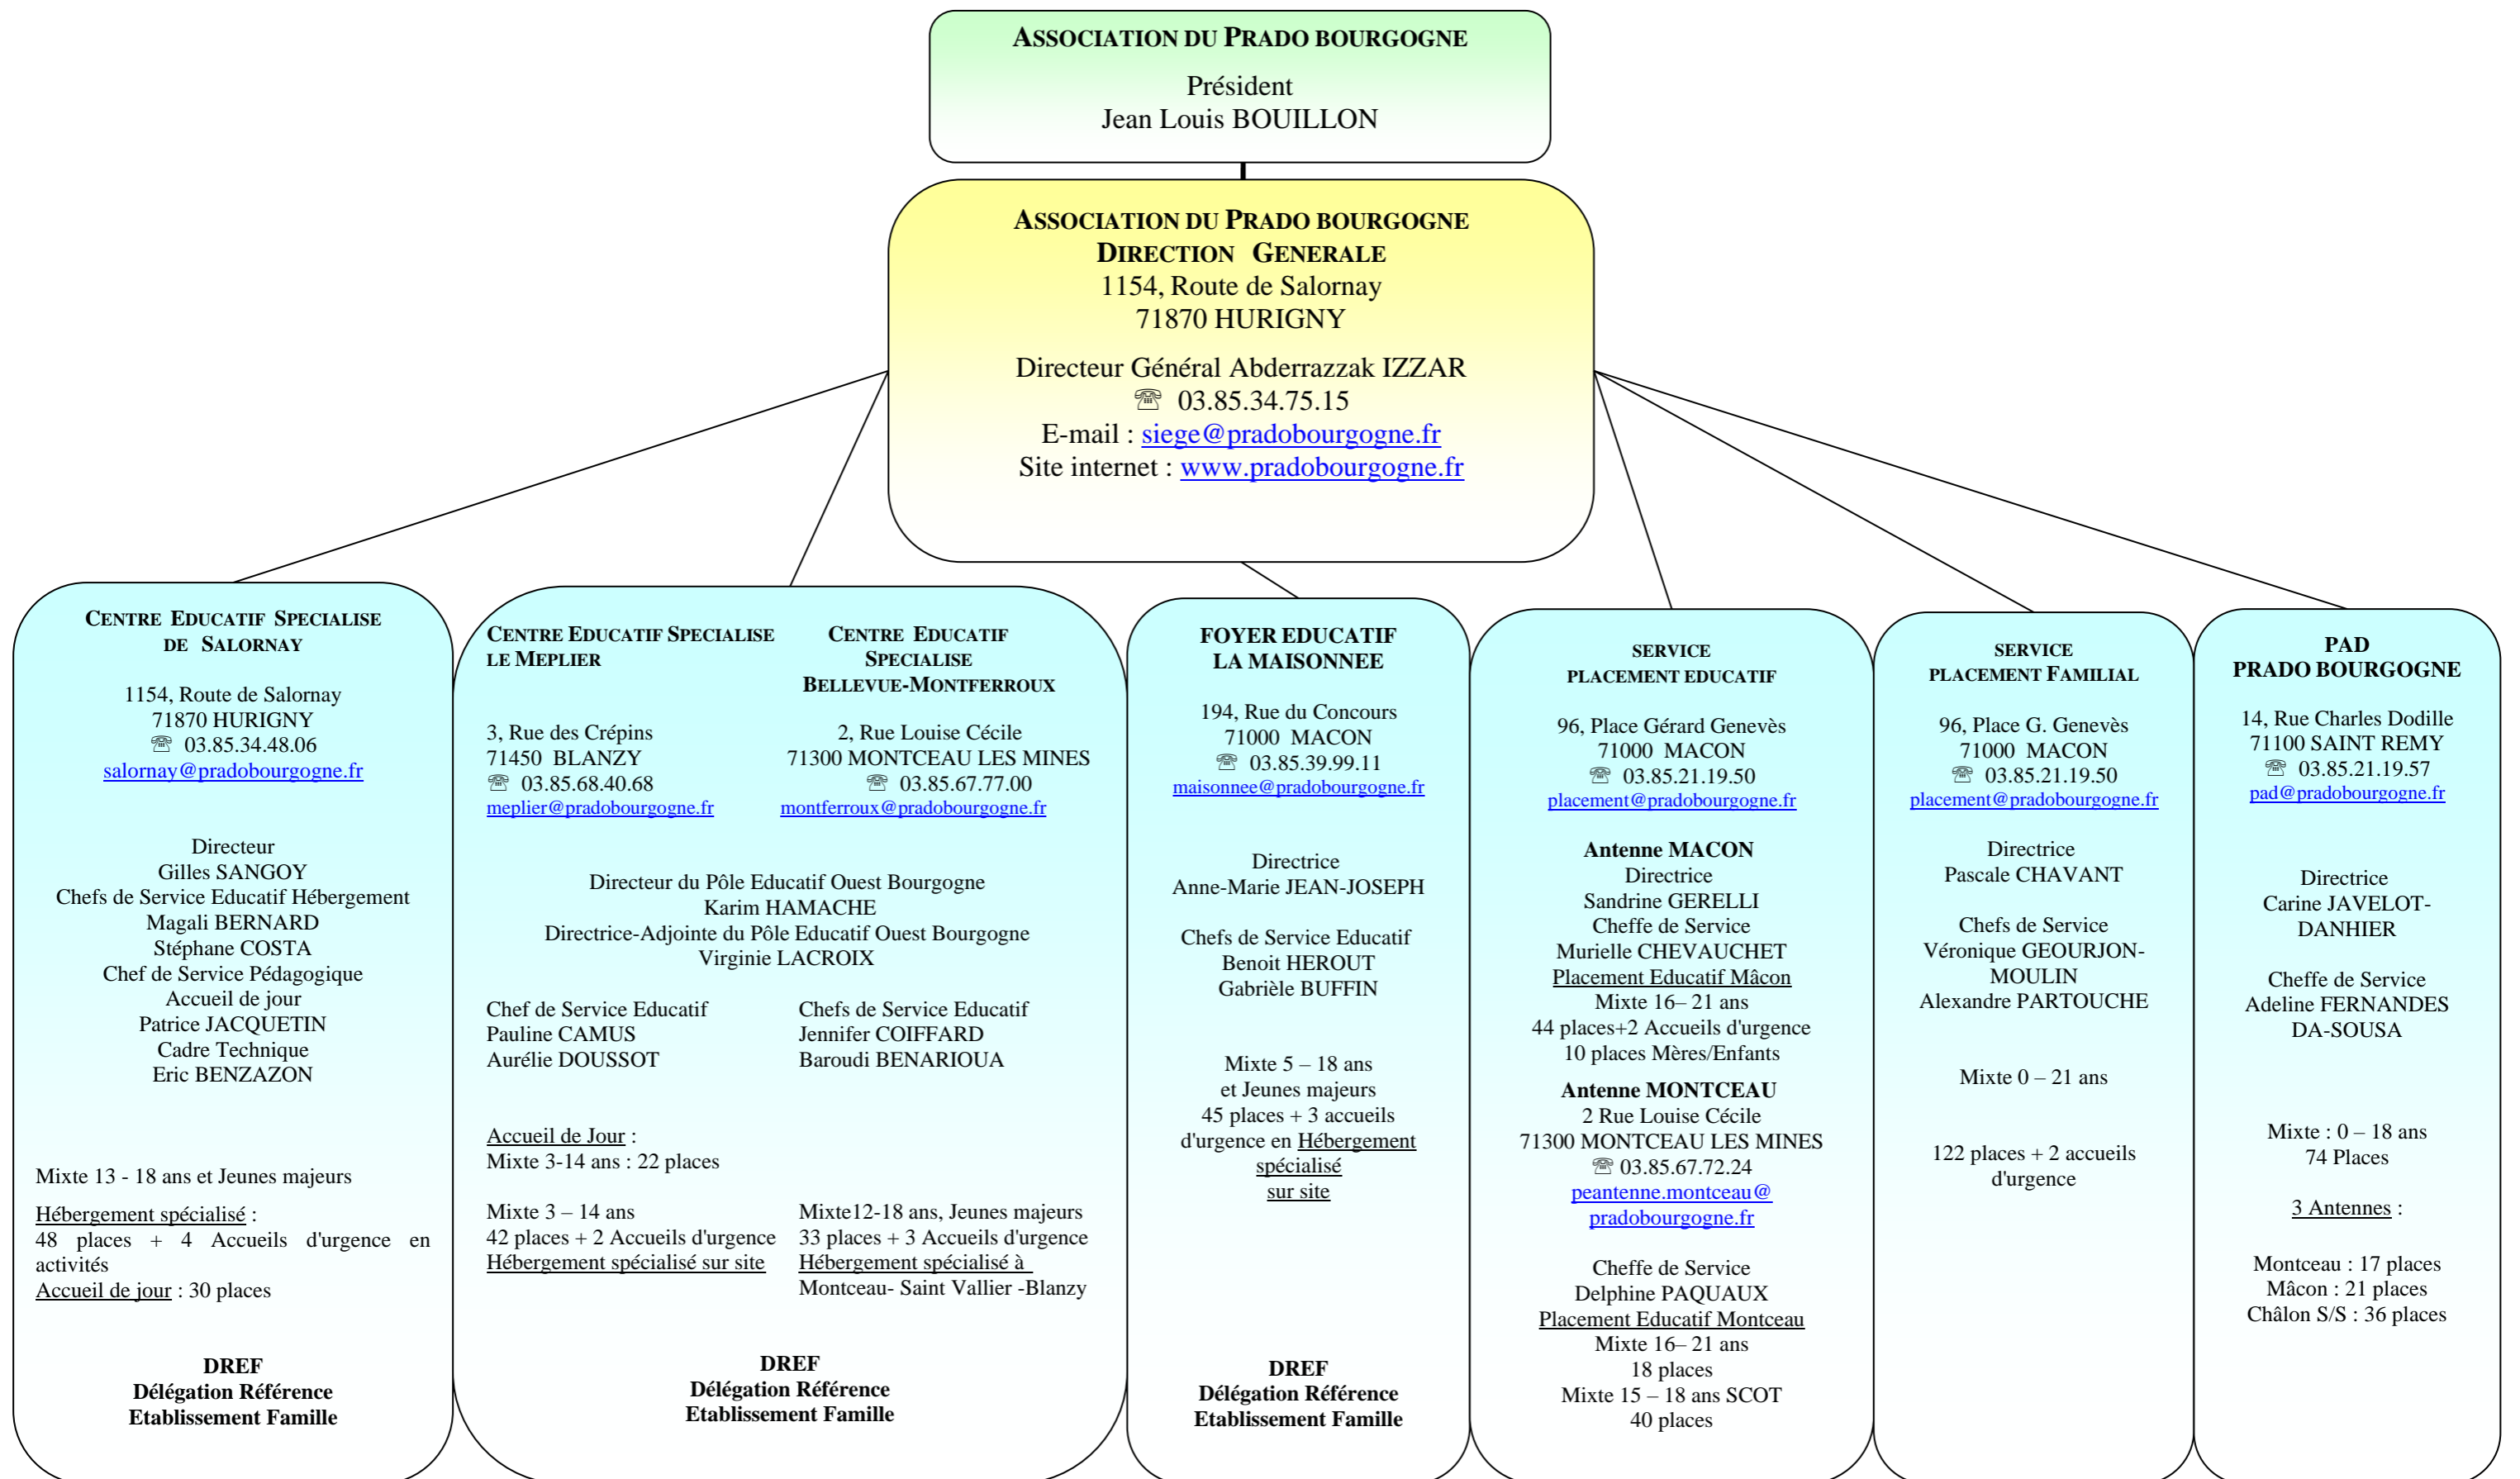 ASSOCIATION DU PRADO BOURGOGNE
Président
Jean Louis BOUILLON
ASSOCIATION DU PRADO BOURGOGNE
DIRECTION GENERALE
1154, Route de Salornay
71870 HURIGNY
Directeur Général Abderrazzak IZZAR
☏ 03.85.34.75.15
E-mail : siege@pradobourgogne.fr
Site internet : www.pradobourgogne.fr
CENTRE EDUCATIF SPECIALISE
DE SALORNAY
1154, Route de Salornay
71870 HURIGNY
☏ 03.85.34.48.06
salornay@pradobourgogne.fr
Directeur
Gilles SANGOY
Chefs de Service Educatif Hébergement
Magali BERNARD
Stéphane COSTA
Chef de Service Pédagogique
Accueil de jour
Patrice JACQUETIN
Cadre Technique
Eric BENZAZON
Mixte 13 - 18 ans et Jeunes majeurs
Hébergement spécialisé :
48 places + 4 Accueils d'urgence en
activités
Accueil de jour : 30 places
DREF
Délégation Référence
Etablissement Famille
CENTRE EDUCATIF SPECIALISE
LE MEPLIER
3, Rue des Crépins
71450 BLANZY
☏ 03.85.68.40.68
meplier@pradobourgogne.fr
CENTRE EDUCATIF
SPECIALISE
BELLEVUE-MONTFERROUX
2, Rue Louise Cécile
71300 MONTCEAU LES MINES
☏ 03.85.67.77.00
montferroux@pradobourgogne.fr
Directeur du Pôle Educatif Ouest Bourgogne
Karim HAMACHE
Directrice-Adjointe du Pôle Educatif Ouest Bourgogne
Virginie LACROIX
Chef de Service Educatif
Pauline CAMUS
Aurélie DOUSSOT
Chefs de Service Educatif
Jennifer COIFFARD
Baroudi BENARIOUA
Accueil de Jour :
Mixte 3-14 ans : 22 places
Mixte 3 – 14 ans
42 places + 2 Accueils d'urgence
Hébergement spécialisé sur site
Mixte12-18 ans, Jeunes majeurs
33 places + 3 Accueils d'urgence
Hébergement spécialisé à
Montceau- Saint Vallier -Blanzy
DREF
Délégation Référence
Etablissement Famille
FOYER EDUCATIF
LA MAISONNEE
194, Rue du Concours
71000 MACON
☏ 03.85.39.99.11
maisonnee@pradobourgogne.fr
Directrice
Anne-Marie JEAN-JOSEPH
Chefs de Service Educatif
Benoit HEROUT
Gabrièle BUFFIN
Mixte 5 – 18 ans
et Jeunes majeurs
45 places + 3 accueils
d'urgence en Hébergement
spécialisé
sur site
DREF
Délégation Référence
Etablissement Famille
SERVICE
PLACEMENT EDUCATIF
96, Place Gérard Genevès
71000 MACON
☏ 03.85.21.19.50
placement@pradobourgogne.fr
Antenne MACON
Directrice
Sandrine GERELLI
Cheffe de Service
Murielle CHEVAUCHET
Placement Educatif Mâcon
Mixte 16– 21 ans
44 places+2 Accueils d'urgence
10 places Mères/Enfants
Antenne MONTCEAU
2 Rue Louise Cécile
71300 MONTCEAU LES MINES
☏ 03.85.67.72.24
peantenne.montceau@
pradobourgogne.fr
Cheffe de Service
Delphine PAQUAUX
Placement Educatif Montceau
Mixte 16– 21 ans
18 places
Mixte 15 – 18 ans SCOT
40 places
SERVICE
PLACEMENT FAMILIAL
96, Place G. Genevès
71000 MACON
☏ 03.85.21.19.50
placement@pradobourgogne.fr
Directrice
Pascale CHAVANT
Chefs de Service
Véronique GEOURJON-
MOULIN
Alexandre PARTOUCHE
Mixte 0 – 21 ans
122 places + 2 accueils
d'urgence
PAD
PRADO BOURGOGNE
14, Rue Charles Dodille
71100 SAINT REMY
☏ 03.85.21.19.57
pad@pradobourgogne.fr
Directrice
Carine JAVELOT-
DANHIER
Cheffe de Service
Adeline FERNANDES
DA-SOUSA
Mixte : 0 – 18 ans
74 Places
3 Antennes :
Montceau : 17 places
Mâcon : 21 places
Châlon S/S : 36 places